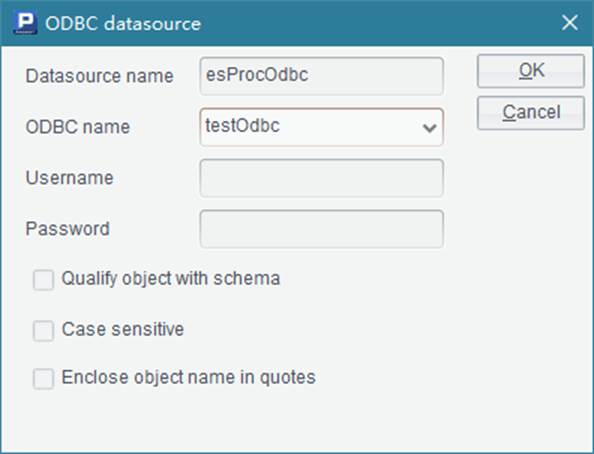 ODBC datasource
Datasource name esProcOdbc OK
ODBC name testOdbc Cancel
Username
Password
Qualify object with schema
Case sensitive
Enclose object name in quotes